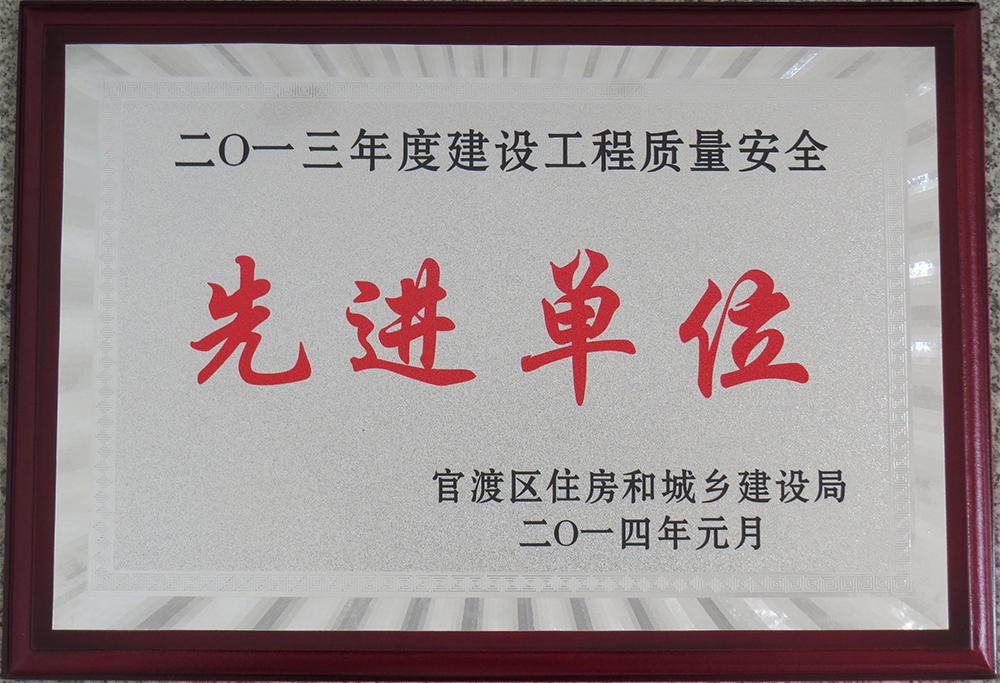 二〇一三年度建设工程质量安全
先进单位
官渡区住房和城乡建设局
二〇一四年元月